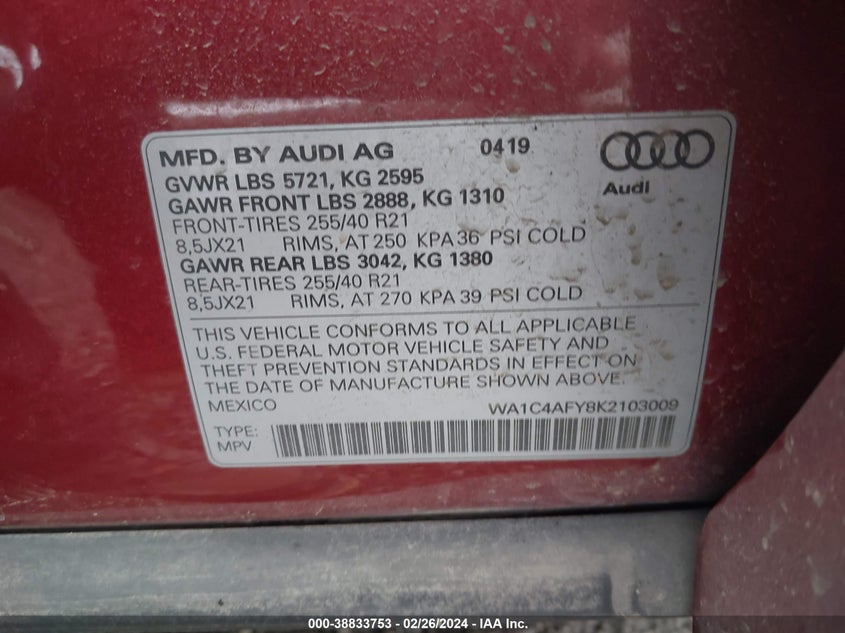 MFD. BY AUDI AG 0419
Audi
GVWR LBS 5721, KG 2595
GAWR FRONT LBS 2888, KG 1310
FRONT-TIRES 255/40 R21
8,5JX21 RIMS, AT 250 KPA 36 PSI COLD
GAWR REAR LBS 3042, KG 1380
REAR-TIRES 255/40 R21
8,5JX21 RIMS, AT 270 KPA 39 PSI COLD
THIS VEHICLE CONFORMS TO ALL APPLICABLE
U.S. FEDERAL MOTOR VEHICLE SAFETY AND
THEFT PREVENTION STANDARDS IN EFFECT ON
THE DATE OF MANUFACTURE SHOWN ABOVE.
MEXICO WA1C4AFY8K2103009
TYPE:
MPV
000-38833753 - 02/26/2024 - IAA Inc.